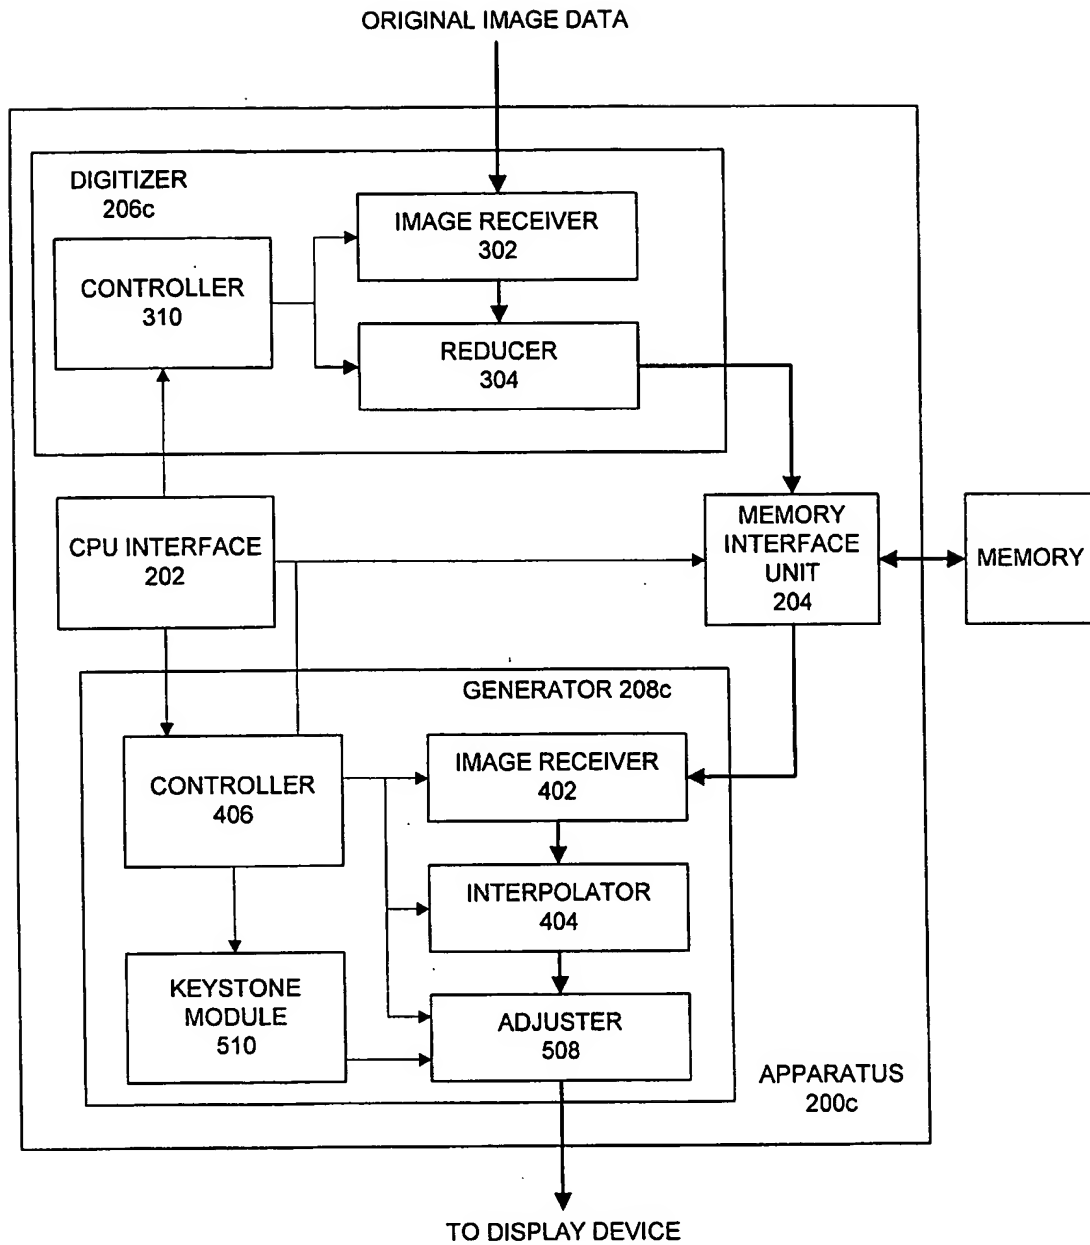 ORIGINAL IMAGE DATA
DIGITIZER
206c
IMAGE RECEIVER
302
CONTROLLER
310
REDUCER
304
CPU INTERFACE
202
MEMORY
INTERFACE
UNIT
204
MEMORY
GENERATOR 208c
CONTROLLER
406
IMAGE RECEIVER
402
INTERPOLATOR
404
KEYSTONE
MODULE
510
ADJUSTER
508
APPARATUS
200c
TO DISPLAY DEVICE